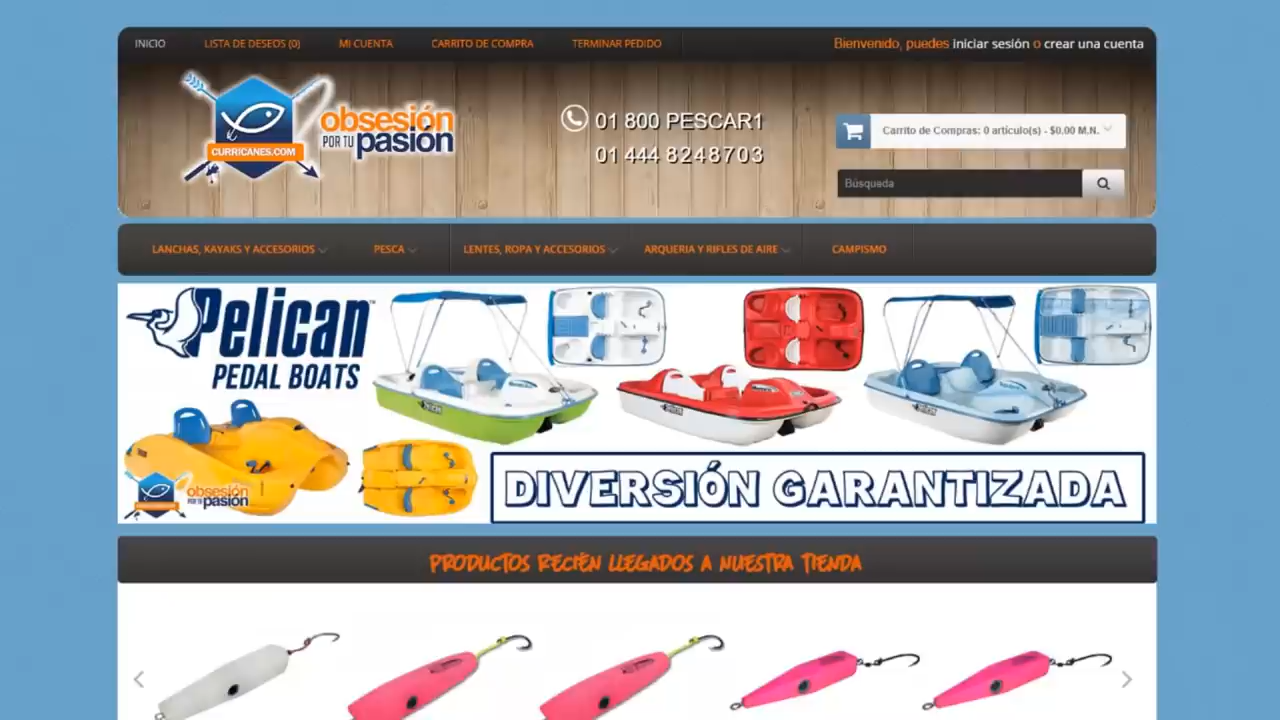 INICIO
LISTA DE DESEOS (0)
MI CUENTA
CARRITO DE COMPRA
TERMINAR PEDIDO
Bienvenido, puedes iniciar sesión o crear una cuenta
CURRICANES.COM
obsesión
POR TU pasión
01 800 PESCAR1
01 444 8248703
Carrito de Compras: 0 artículo(s) - $0.00 M.N.
Búsqueda
LANCHAS, KAYAKS Y ACCESORIOS
PESCA
LENTES, ROPA Y ACCESORIOS
ARQUERIA Y RIFLES DE AIRE
CAMPISMO
Pelican
PEDAL BOATS
obsesión
POR TU pasión
DIVERSIÓN GARANTIZADA
PRODUCTOS RECIÉN LLEGADOS A NUESTRA TIENDA